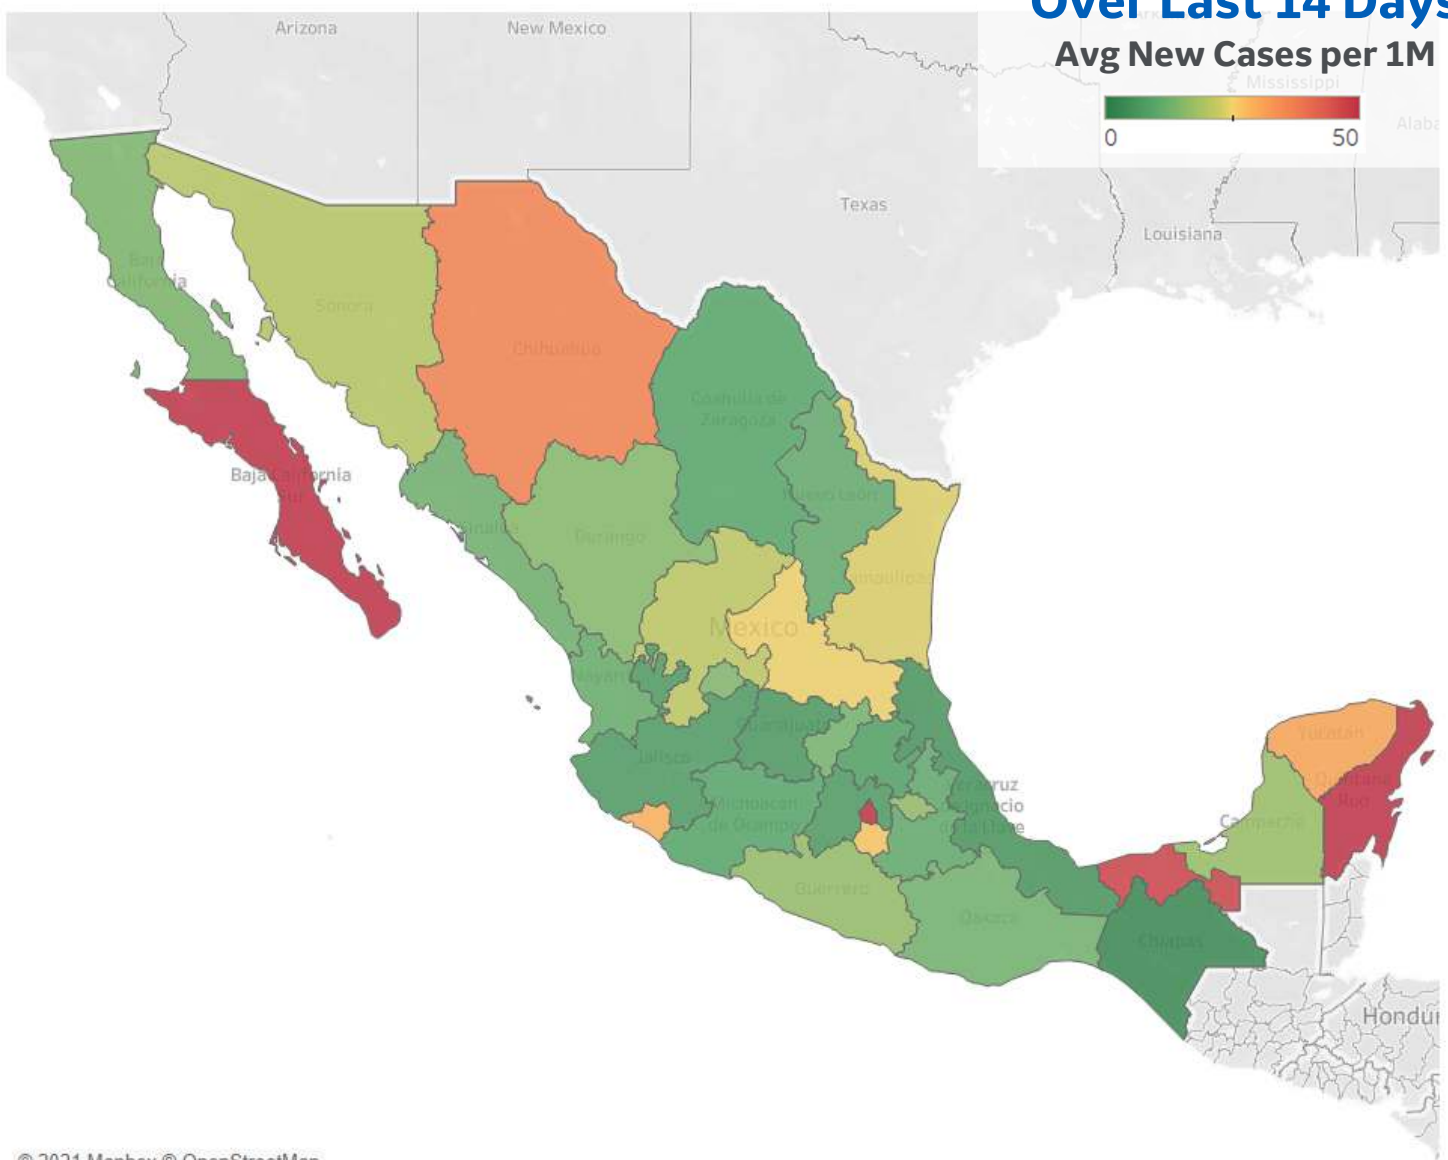 Over Last 14 Days
Avg New Cases per 1M
0
50
Arizona
New Mexico
Mississippi
Texas
Louisiana
Baja
California
Sonora
Chihuahua
Coahuila de
Zaragoza
Baja California
Sur
Nuevo León
Sinaloa
Durango
Tamaulipas
Mexico
Nayarit
Guanajuato
Jalisco
Yucatán
Quintana
Roo
Veracruz
de Ignacio
de la Llave
Michoacán
de Ocampo
Campeche
Guerrero
Oaxaca
Chiapas
Hondur
© 2021 Mapbox © OpenStreetMap